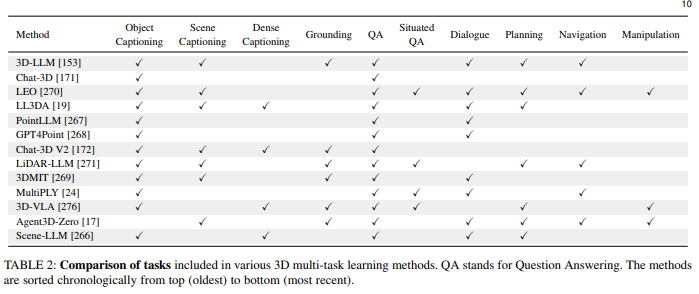 10
Method Object Captioning Scene Captioning Dense Captioning Grounding QA Situated QA Dialogue Planning Navigation Manipulation
3D-LLM [153] ✓ ✓ ✓ ✓ ✓ ✓ ✓
Chat-3D [171] ✓ ✓
LEO [270] ✓ ✓ ✓ ✓ ✓ ✓ ✓ ✓
LL3DA [19] ✓ ✓ ✓ ✓ ✓ ✓
PointLLM [267] ✓ ✓ ✓
GPT4Point [268] ✓ ✓ ✓
Chat-3D V2 [172] ✓ ✓ ✓ ✓ ✓
LiDAR-LLM [271] ✓ ✓ ✓ ✓ ✓ ✓ ✓
3DMIT [269] ✓ ✓ ✓ ✓ ✓
MultiPLY [24] ✓ ✓ ✓ ✓ ✓
3D-VLA [276] ✓ ✓ ✓ ✓ ✓ ✓ ✓
Agent3D-Zero [17] ✓ ✓ ✓ ✓ ✓ ✓ ✓
Scene-LLM [266] ✓ ✓ ✓ ✓ ✓
TABLE 2: Comparison of tasks included in various 3D multi-task learning methods. QA stands for Question Answering. The methods
are sorted chronologically from top (oldest) to bottom (most recent).